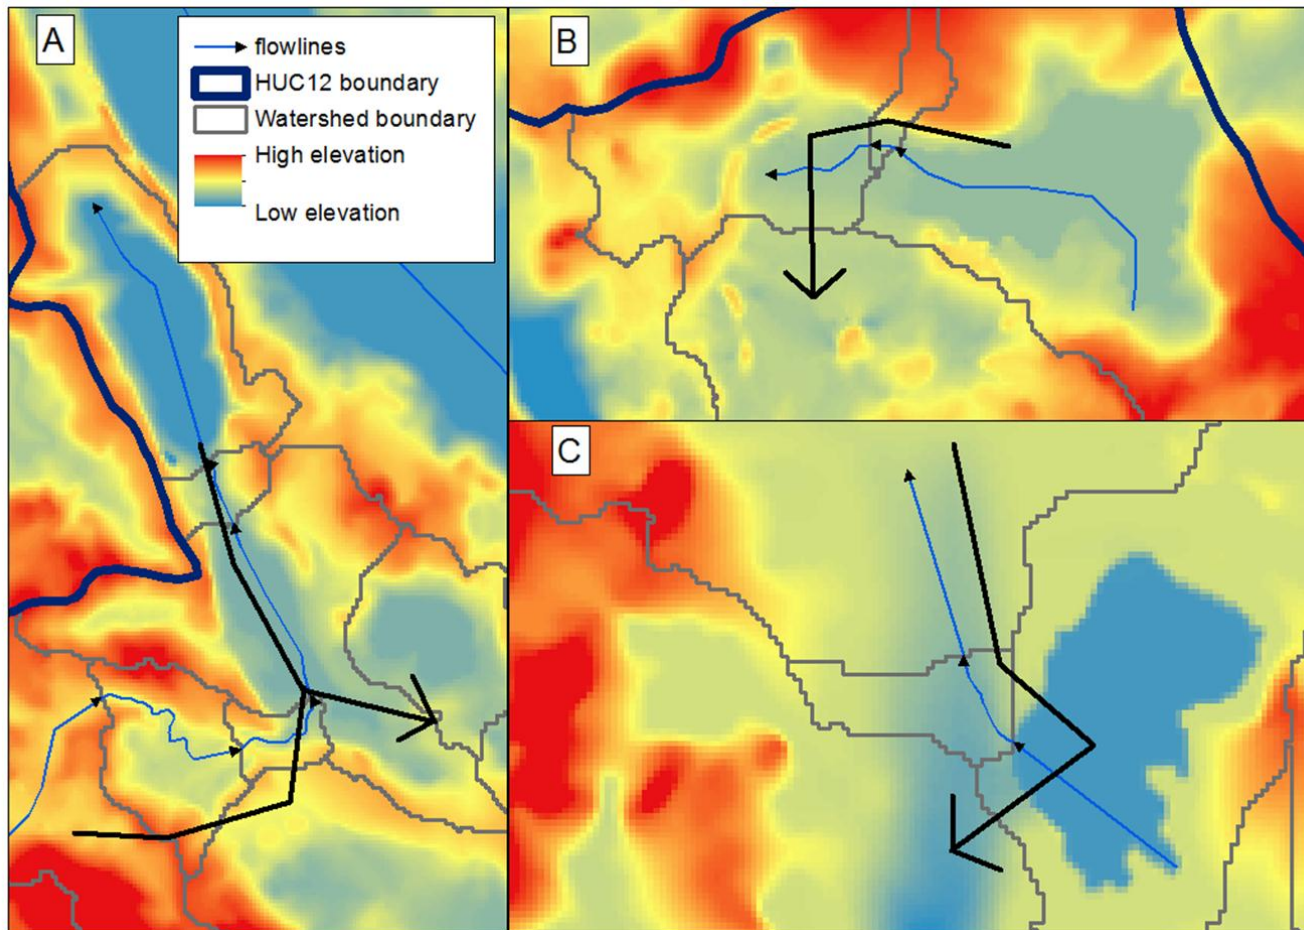 A
flowlines
HUC12 boundary
Watershed boundary
High elevation
Low elevation
B
C